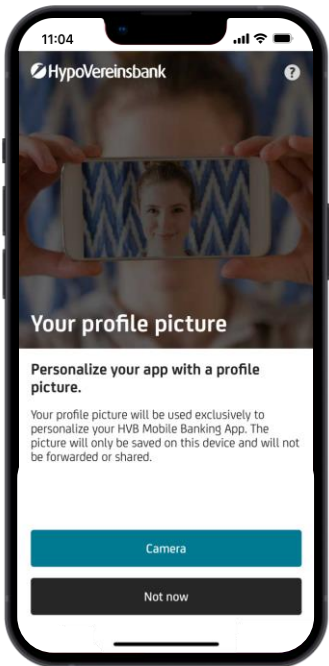 11:04
HypoVereinsbank
?
Your profile picture
Personalize your app with a profile
picture.
Your profile picture will be used exclusively to
personalize your HVB Mobile Banking App. The
picture will only be saved on this device and will not
be forwarded or shared.
Camera
Not now